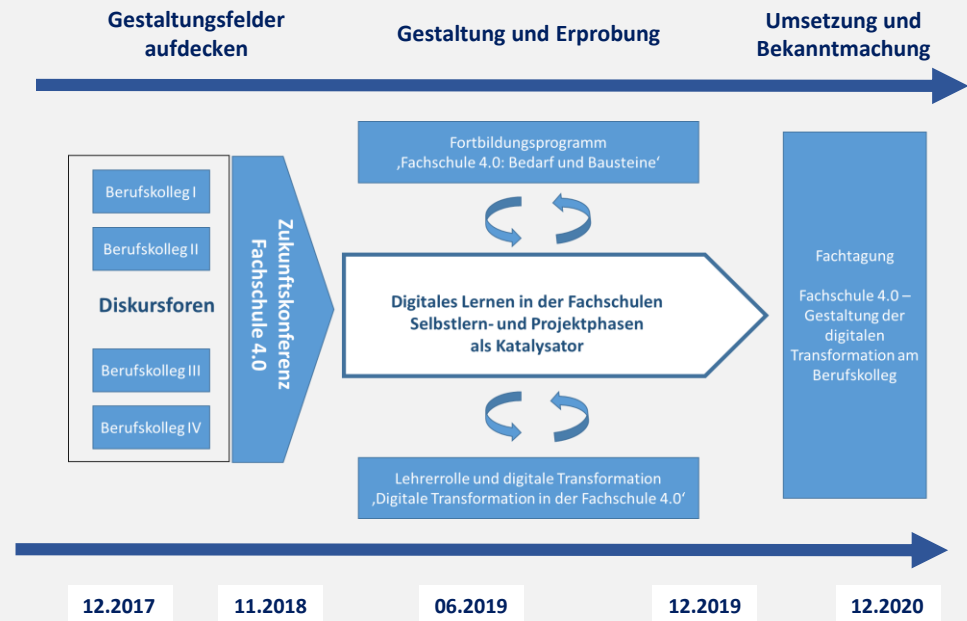 Gestaltungsfelder
aufdecken
Gestaltung und Erprobung
Umsetzung und
Bekanntmachung
Berufskolleg I
Berufskolleg II
Diskursforen
Berufskolleg III
Berufskolleg IV
Zukunftskonferenz
Fachschule 4.0
Fortbildungsprogramm
‚Fachschule 4.0: Bedarf und Bausteine‘
Digitales Lernen in der Fachschulen
Selbstlern- und Projektphasen
als Katalysator
Lehrerrolle und digitale Transformation
‚Digitale Transformation in der Fachschule 4.0‘
Fachtagung
Fachschule 4.0 –
Gestaltung der
digitalen
Transformation am
Berufskolleg
12.2017
11.2018
06.2019
12.2019
12.2020